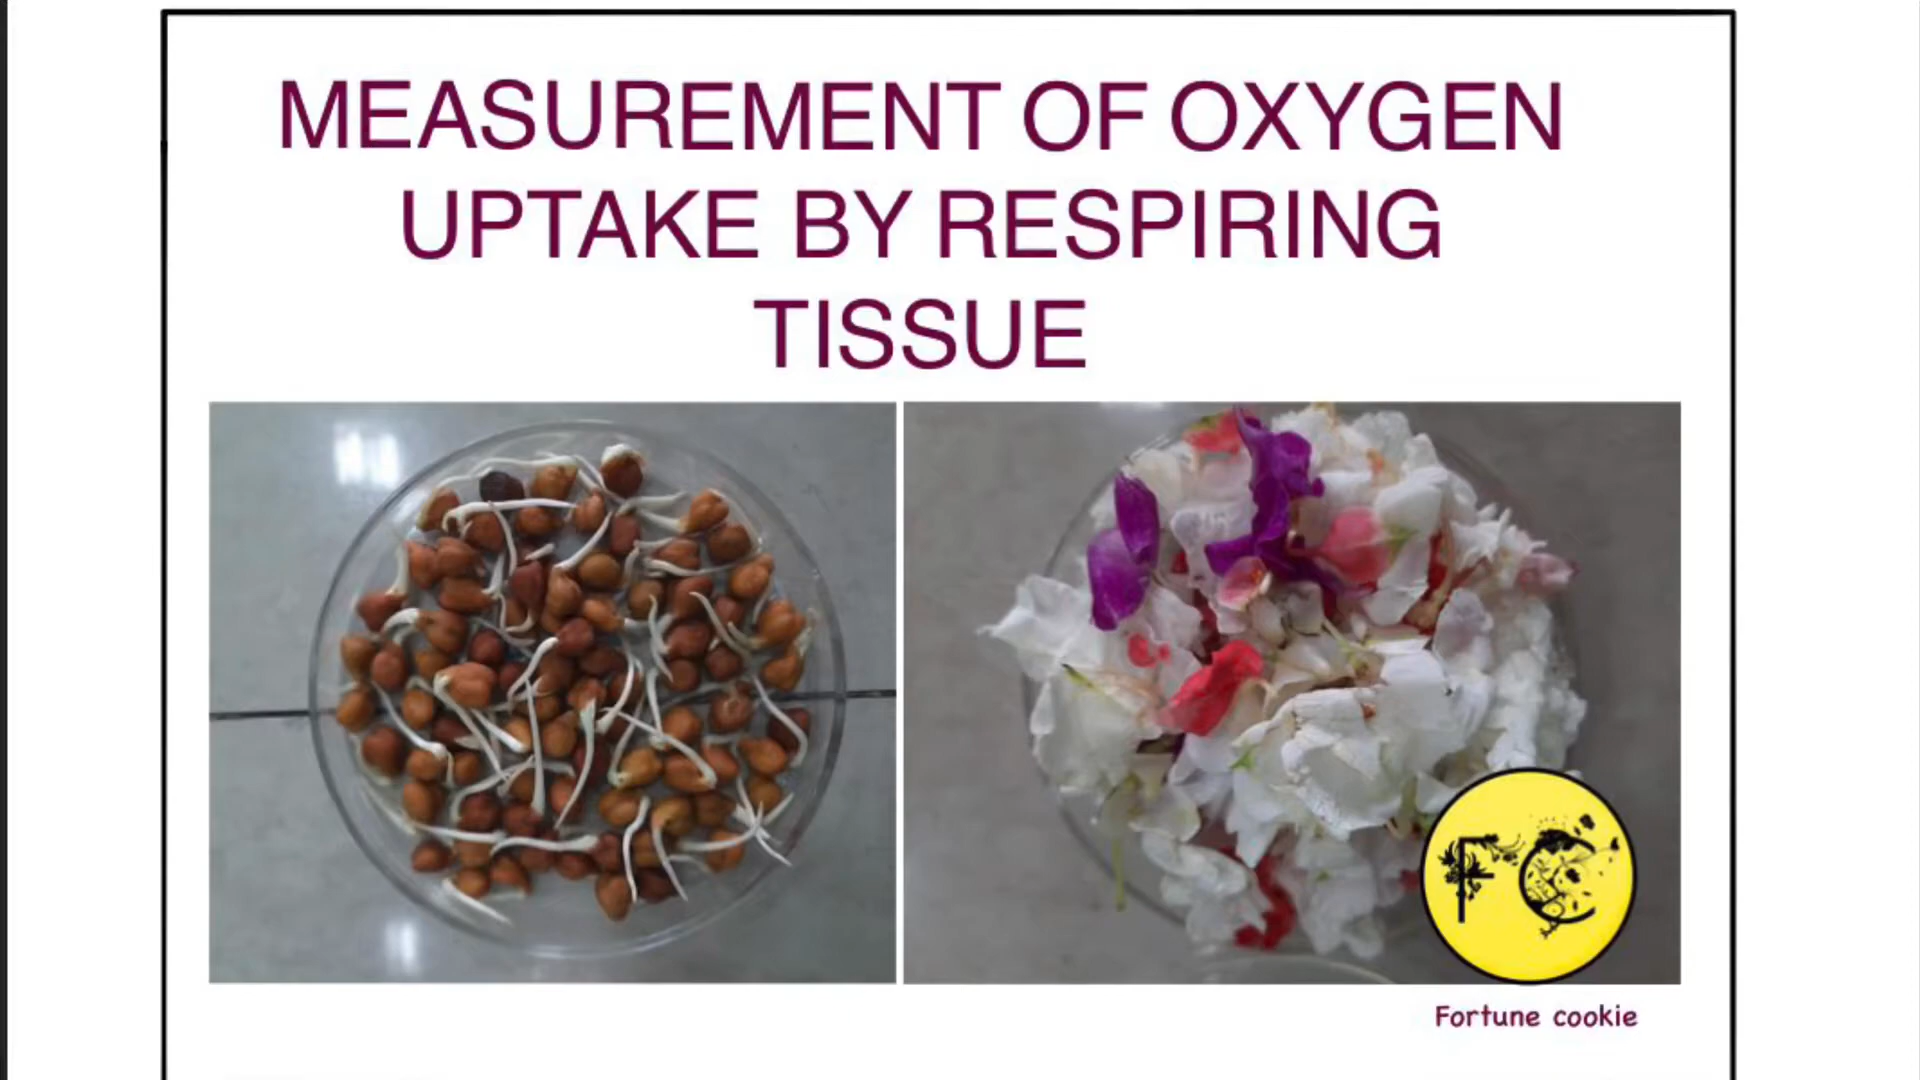 MEASUREMENT OF OXYGEN
UPTAKE BY RESPIRING
TISSUE
FC
Fortune cookie